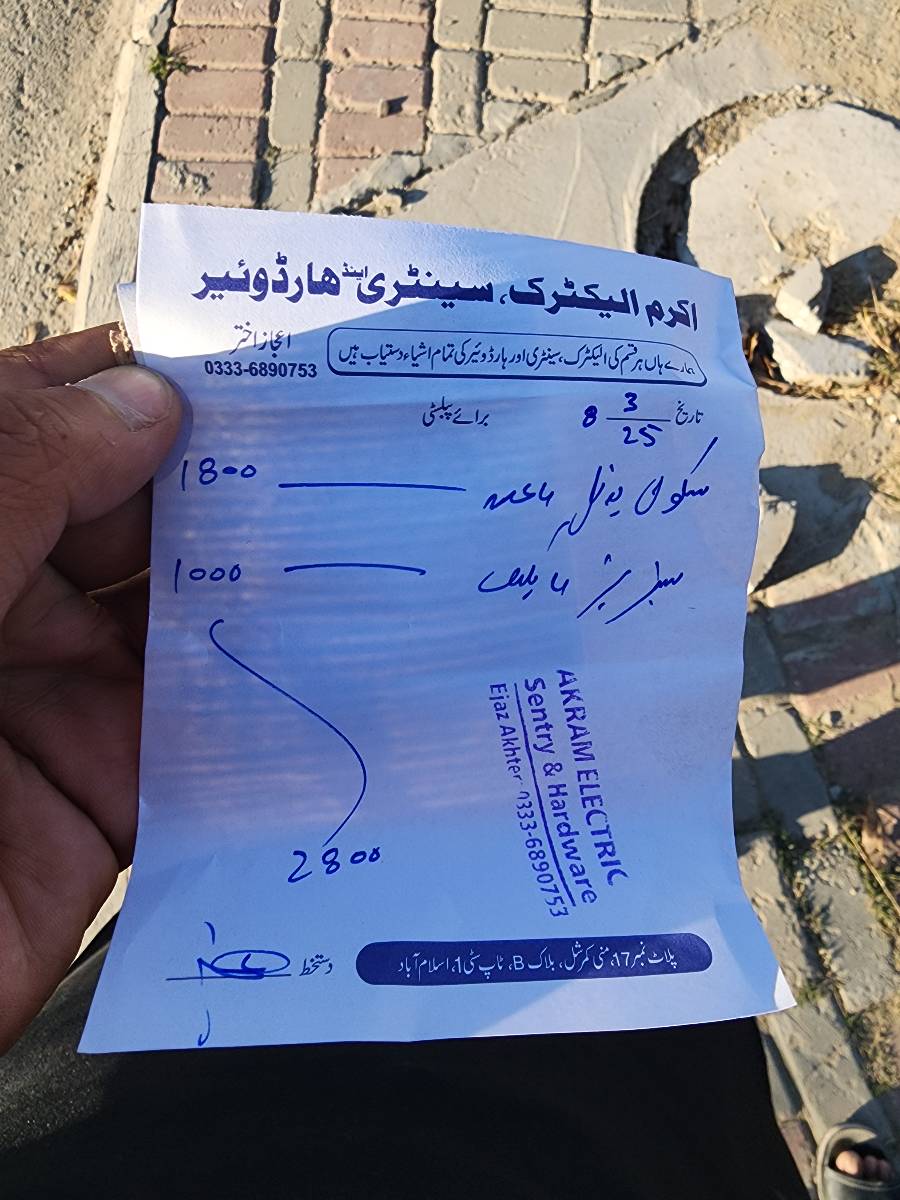 اکرم الیکٹرک، سینٹری اینڈ ھارڈوئیر
ہمارے ہاں ہر قسم کی الیکٹرک، سینٹری اور ہارڈوئیر کی تمام اشیاء دستیاب ہیں
اعجاز اختر
0333-6890753
تاریخ 8 3/25
برائے پبلسٹی
1800
1000
2800
AKRAM ELECTRIC
Sentry & Hardware
Ejaz Akhter: 0333-6890753
دستخط
پلاٹ نمبر 17، منی کمرشل، بلاک B، ٹاپ سٹی 1، اسلام آباد